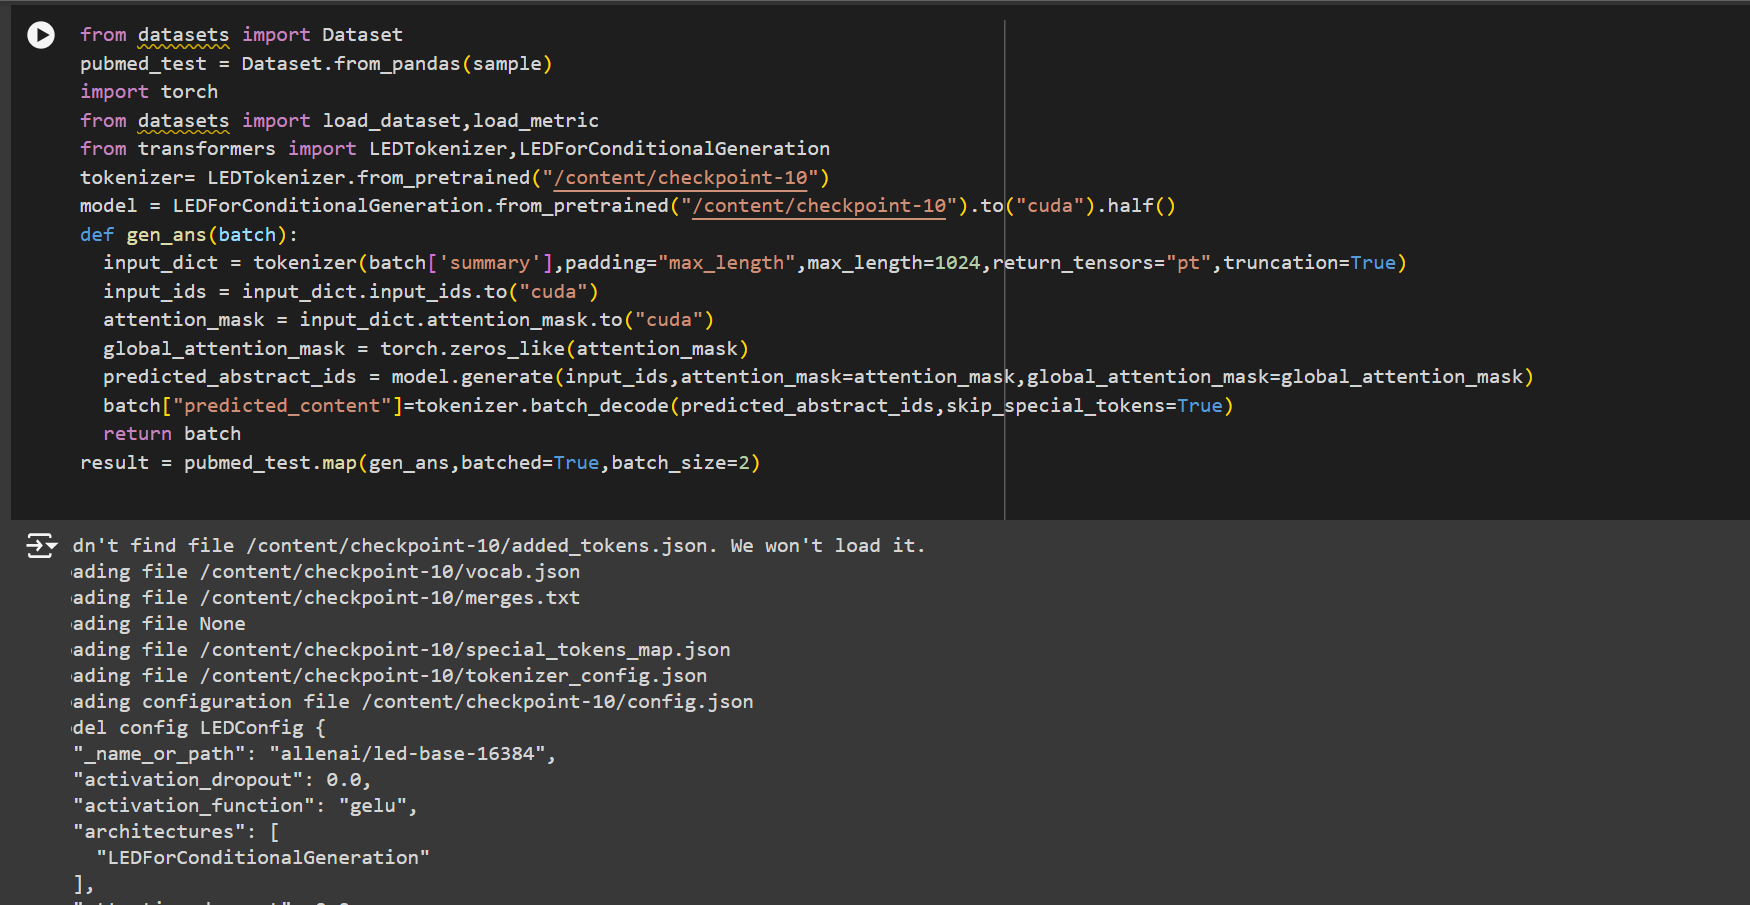 from datasets import Dataset
pubmed_test = Dataset.from_pandas(sample)
import torch
from datasets import load_dataset,load_metric
from transformers import LEDTokenizer,LEDForConditionalGeneration
tokenizer= LEDTokenizer.from_pretrained("/content/checkpoint-10")
model = LEDForConditionalGeneration.from_pretrained("/content/checkpoint-10").to("cuda").half()
def gen_ans(batch):
  input_dict = tokenizer(batch['summary'],padding="max_length",max_length=1024,return_tensors="pt",truncation=True)
  input_ids = input_dict.input_ids.to("cuda")
  attention_mask = input_dict.attention_mask.to("cuda")
  global_attention_mask = torch.zeros_like(attention_mask)
  predicted_abstract_ids = model.generate(input_ids,attention_mask=attention_mask,global_attention_mask=global_attention_mask)
  batch["predicted_content"]=tokenizer.batch_decode(predicted_abstract_ids,skip_special_tokens=True)
  return batch
result = pubmed_test.map(gen_ans,batched=True,batch_size=2)
dn't find file /content/checkpoint-10/added_tokens.json. We won't load it.
ading file /content/checkpoint-10/vocab.json
ading file /content/checkpoint-10/merges.txt
ading file None
ading file /content/checkpoint-10/special_tokens_map.json
ading file /content/checkpoint-10/tokenizer_config.json
ading configuration file /content/checkpoint-10/config.json
del config LEDConfig {
"_name_or_path": "allenai/led-base-16384",
"activation_dropout": 0.0,
"activation_function": "gelu",
"architectures": [
  "LEDForConditionalGeneration"
],